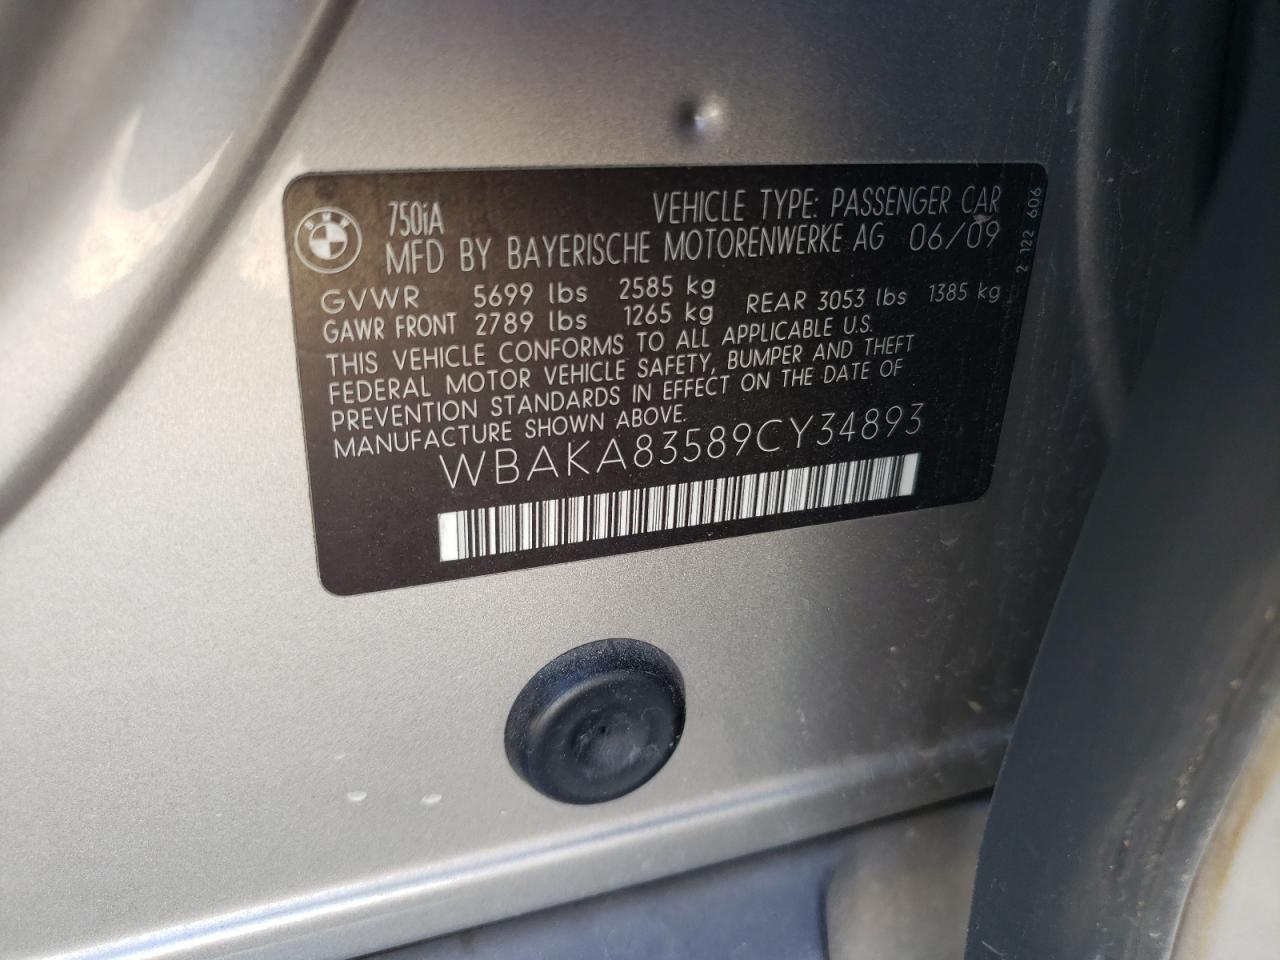 750iA
VEHICLE TYPE: PASSENGER CAR
MFD BY BAYERISCHE MOTORENWERKE AG 06/09
GVWR 5699 lbs 2585 kg
GAWR FRONT 2789 lbs 1265 kg REAR 3053 lbs 1385 kg
THIS VEHICLE CONFORMS TO ALL APPLICABLE U.S.
FEDERAL MOTOR VEHICLE SAFETY, BUMPER AND THEFT
PREVENTION STANDARDS IN EFFECT ON THE DATE OF
MANUFACTURE SHOWN ABOVE.
WBAKA83589CY34893
2 122 606